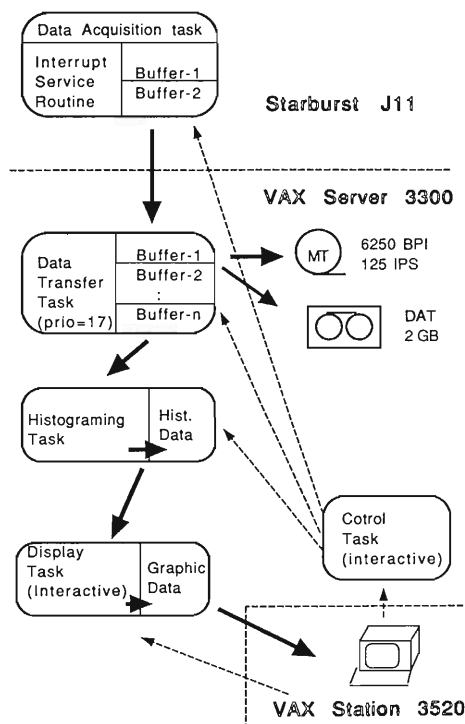 Data Acquisition task
Interrupt
Service
Routine
Buffer-1
Buffer-2
Starburst J11
VAX Server 3300
Data
Transfer
Task
(prio=17)
Buffer-1
Buffer-2
:
Buffer-n
MT
6250 BPI
125 IPS
DAT
2 GB
Histograming
Task
Hist.
Data
Cotrol
Task
(interactive)
Display
Task
(Interactive)
Graphic
Data
VAX Station 3520